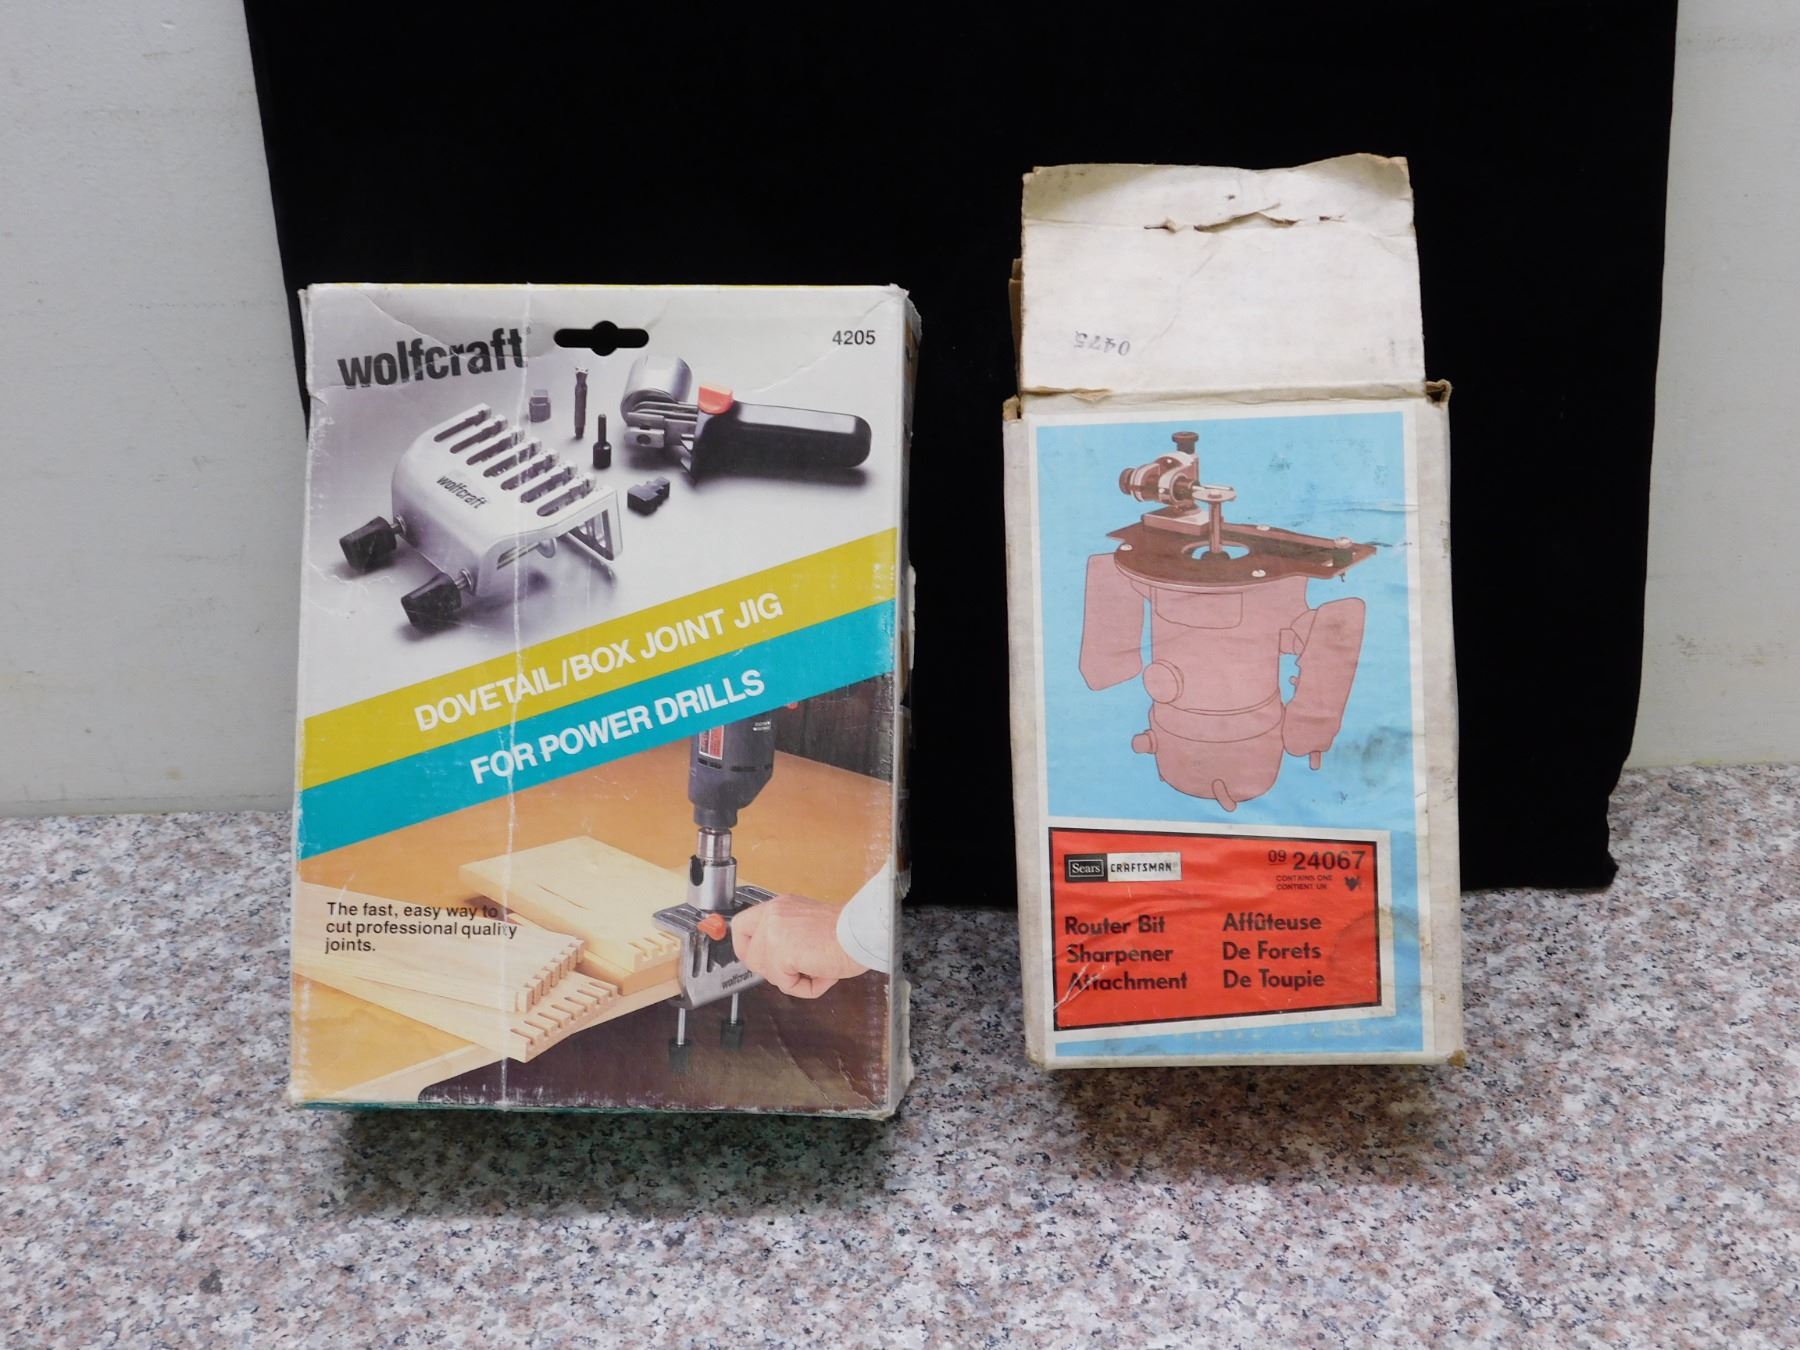 wolfcraft®
4205
wolfcraft
DOVETAIL/BOX JOINT JIG
FOR POWER DRILLS
The fast, easy way to
cut professional quality
joints.
wolfcraft
0475
Sears CRAFTSMAN®
09 24067
CONTAINS ONE
CONTIENT UN
Router Bit
Sharpener
Attachment
Affûteuse
De Forets
De Toupie